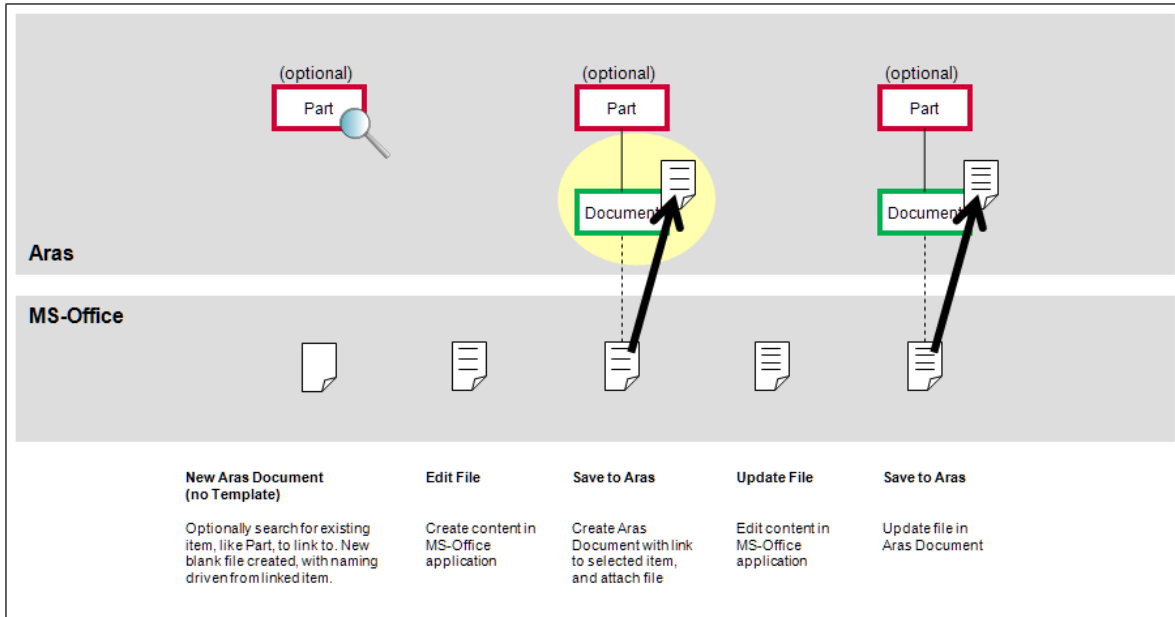 (optional)
Part
(optional)
Part
(optional)
Part
Document
Document
Aras
MS-Office
New Aras Document
(no Template)
Optionally search for existing
item, like Part, to link to. New
blank file created, with naming
driven from linked item.
Edit File
Create content in
MS-Office
application
Save to Aras
Create Aras
Document with link
to selected item,
and attach file
Update File
Edit content in
MS-Office
application
Save to Aras
Update file in
Aras Document